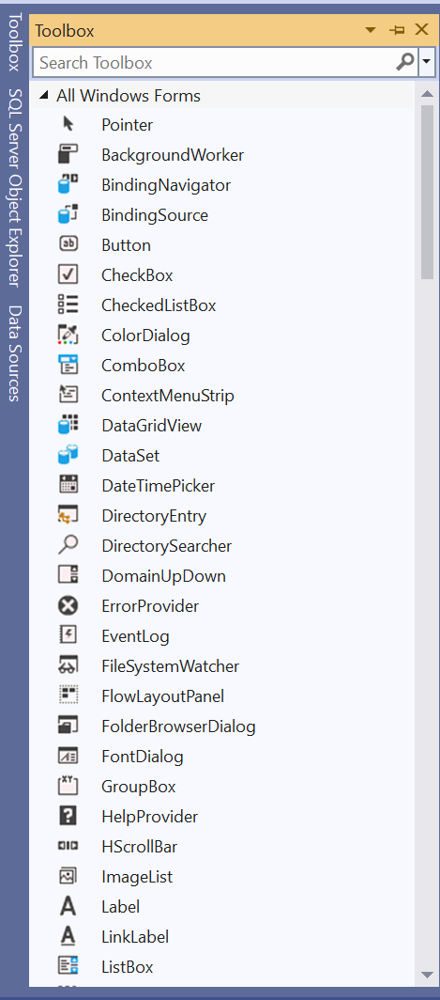 Toolbox
SQL Server Object Explorer
Data Sources
Toolbox
Search Toolbox
All Windows Forms
Pointer
BackgroundWorker
BindingNavigator
BindingSource
ab
Button
CheckBox
CheckedListBox
ColorDialog
ComboBox
ContextMenuStrip
DataGridView
DataSet
DateTimePicker
DirectoryEntry
DirectorySearcher
DomainUpDown
ErrorProvider
EventLog
FileSystemWatcher
FlowLayoutPanel
FolderBrowserDialog
FontDialog
XY
GroupBox
?
HelpProvider
HScrollBar
ImageList
A
Label
A
LinkLabel
ListBox